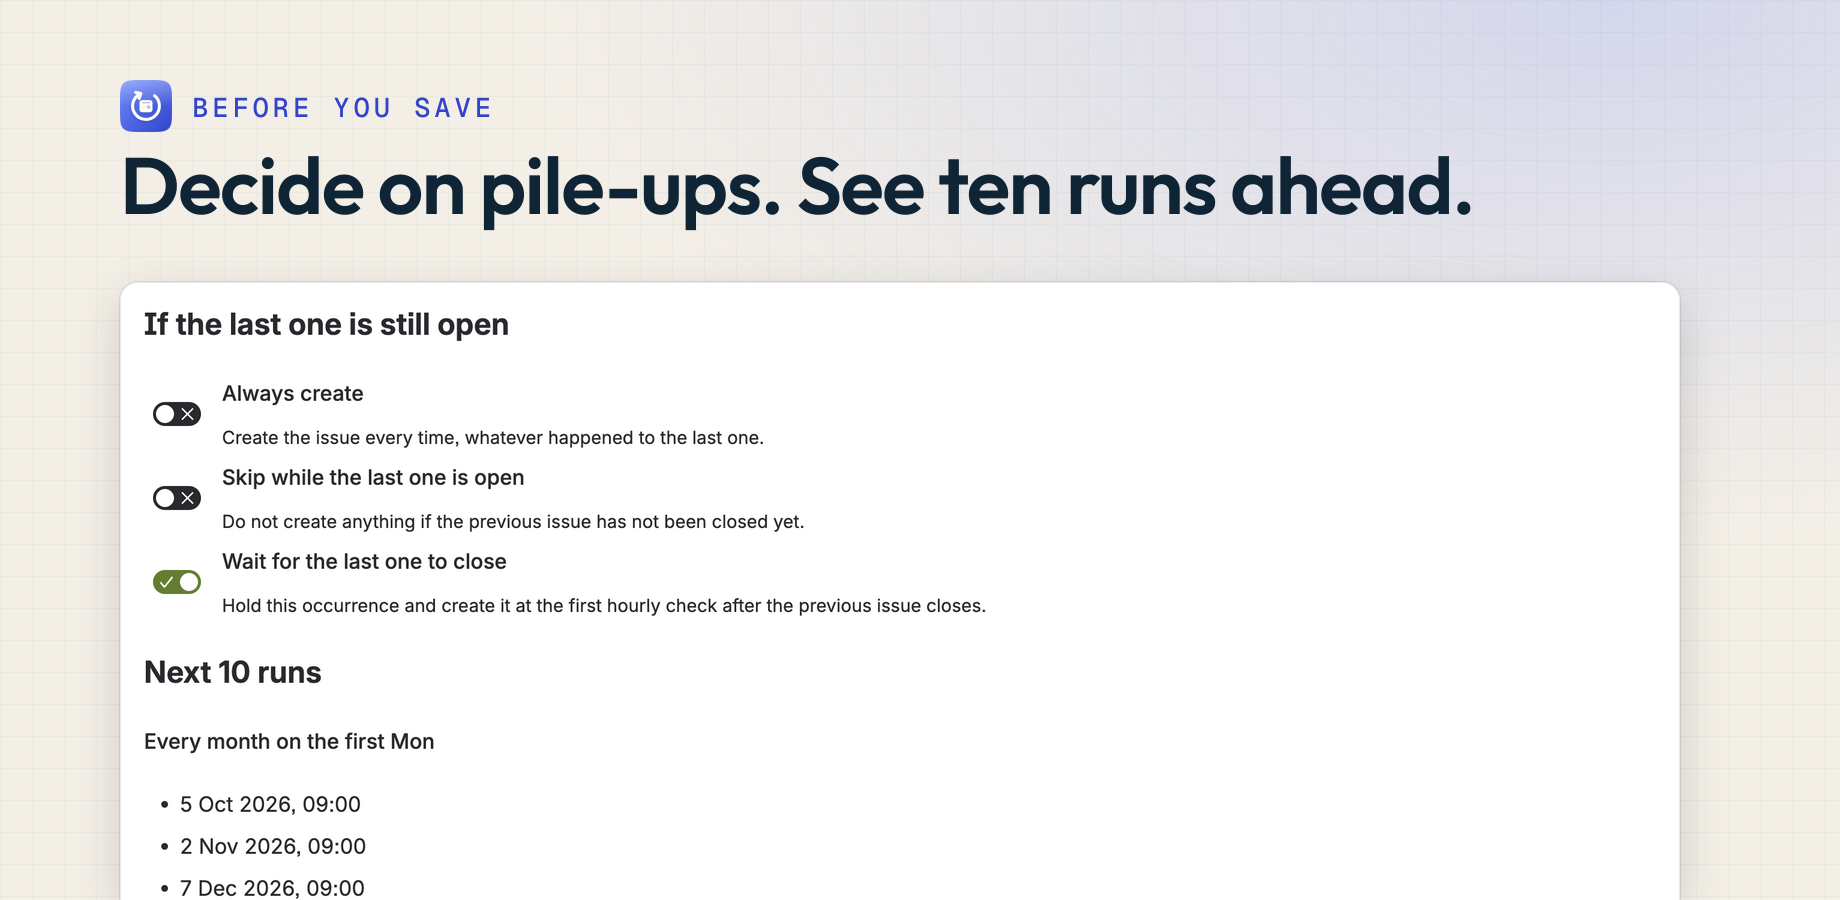 BEFORE YOU SAVE
Decide on pile-ups. See ten runs ahead.
If the last one is still open
Always create
Create the issue every time, whatever happened to the last one.
Skip while the last one is open
Do not create anything if the previous issue has not been closed yet.
Wait for the last one to close
Hold this occurrence and create it at the first hourly check after the previous issue closes.
Next 10 runs
Every month on the first Mon
• 5 Oct 2026, 09:00
• 2 Nov 2026, 09:00
• 7 Dec 2026, 09:00